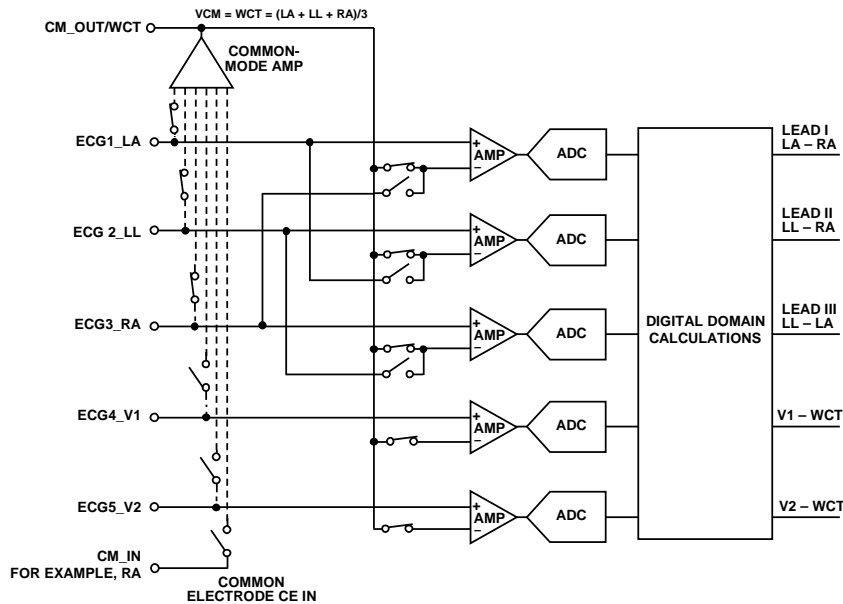 VCM = WCT = (LA + LL + RA)/3
CM_OUT/WCT
COMMON-
MODE AMP
ECG1_LA
+
AMP
–
ADC
LEAD I
LA – RA
ECG 2_LL
+
AMP
–
ADC
LEAD II
LL – RA
ECG3_RA
+
AMP
–
ADC
DIGITAL DOMAIN
CALCULATIONS
LEAD III
LL – LA
ECG4_V1
+
AMP
–
ADC
V1 – WCT
ECG5_V2
+
AMP
–
ADC
V2 – WCT
CM_IN
FOR EXAMPLE, RA
COMMON
ELECTRODE CE IN